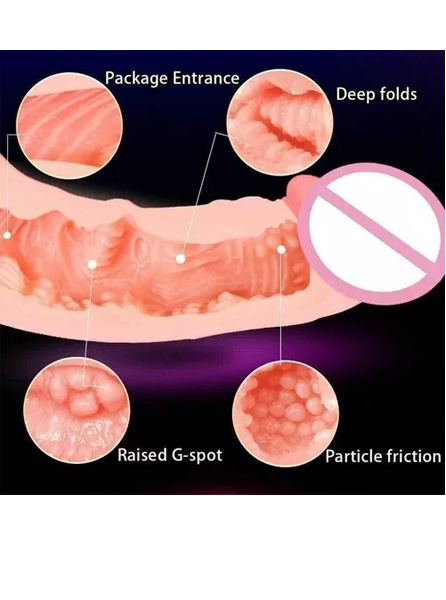 Package Entrance
Deep folds
Raised G-spot
Particle friction